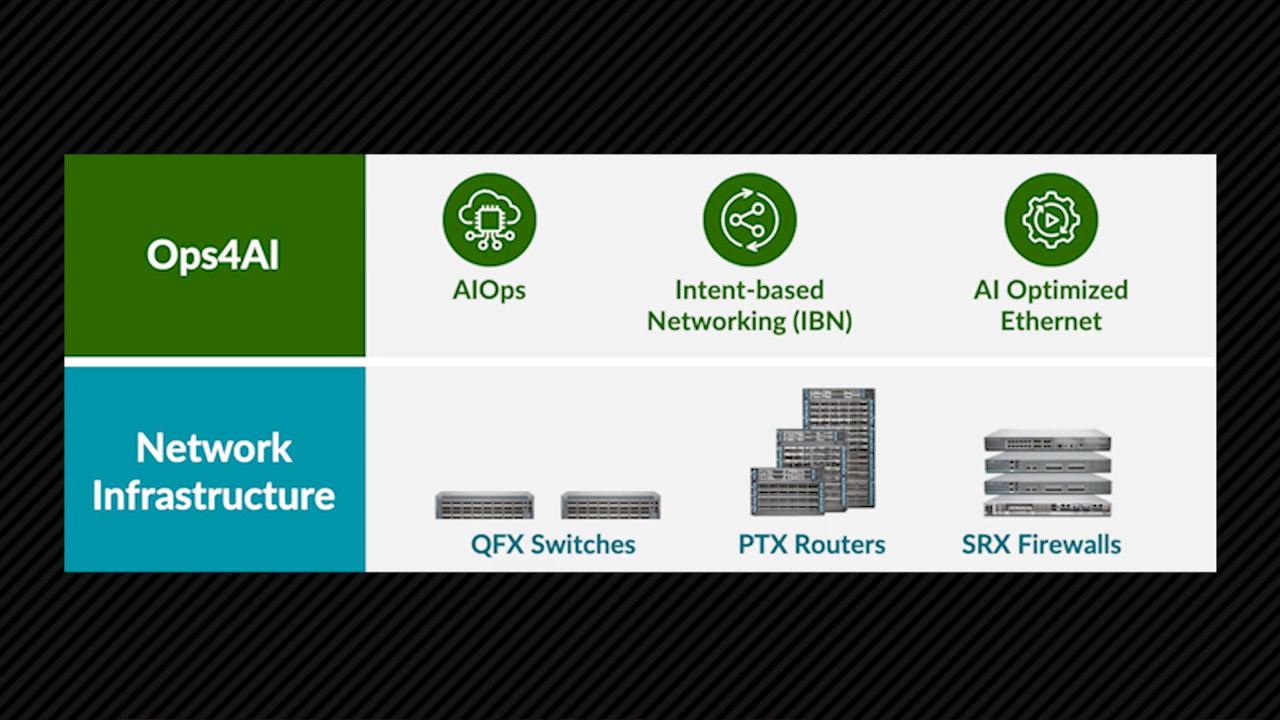 Ops4AI
AIOps
Intent-based
Networking (IBN)
AI Optimized
Ethernet
Network
Infrastructure
QFX Switches
PTX Routers
SRX Firewalls